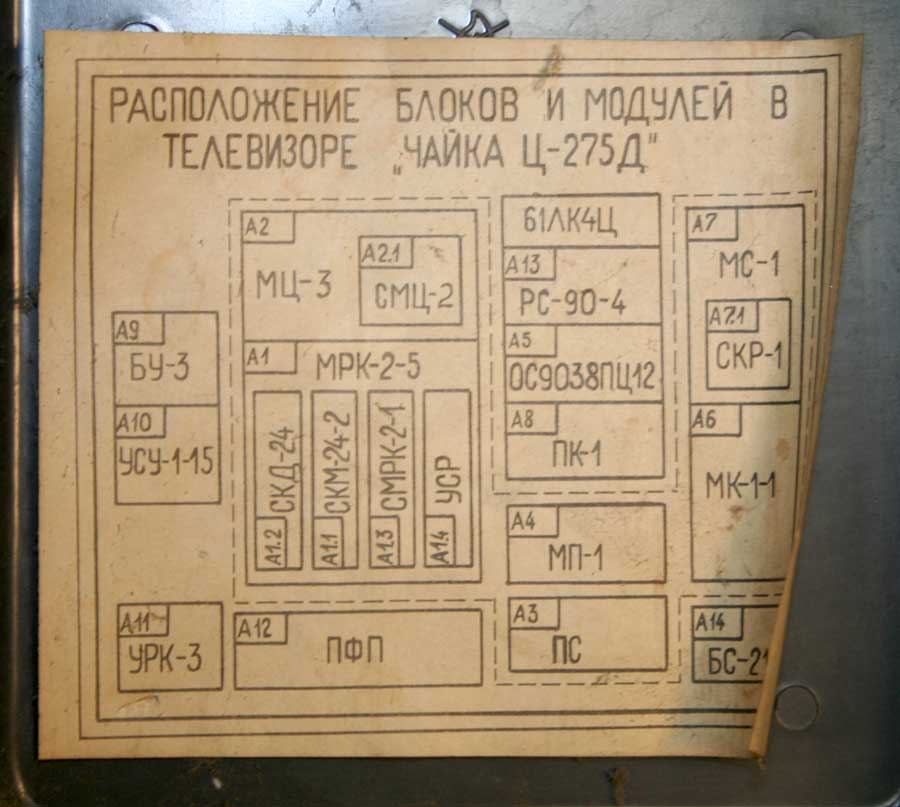 РАСПОЛОЖЕНИЕ БЛОКОВ И МОДУЛЕЙ В
ТЕЛЕВИЗОРЕ „ЧАЙКА Ц-275Д"
А9
БУ-3
А10
УСУ-1-15
А11
УРК-3
А2
МЦ-3
А2.1
СМЦ-2
А1
МРК-2-5
СКД-24
А1.2
СКМ-24-2
А1.1
СМРК-2-1
А1.3
УСР
А1.4
А12
ПФП
61ЛК4Ц
А13
РС-90-4
А5
ОС9038ПЦ12
А8
ПК-1
А4
МП-1
А3
ПС
А7
МС-1
А7.1
СКР-1
А6
МК-1-1
А14
БС-21